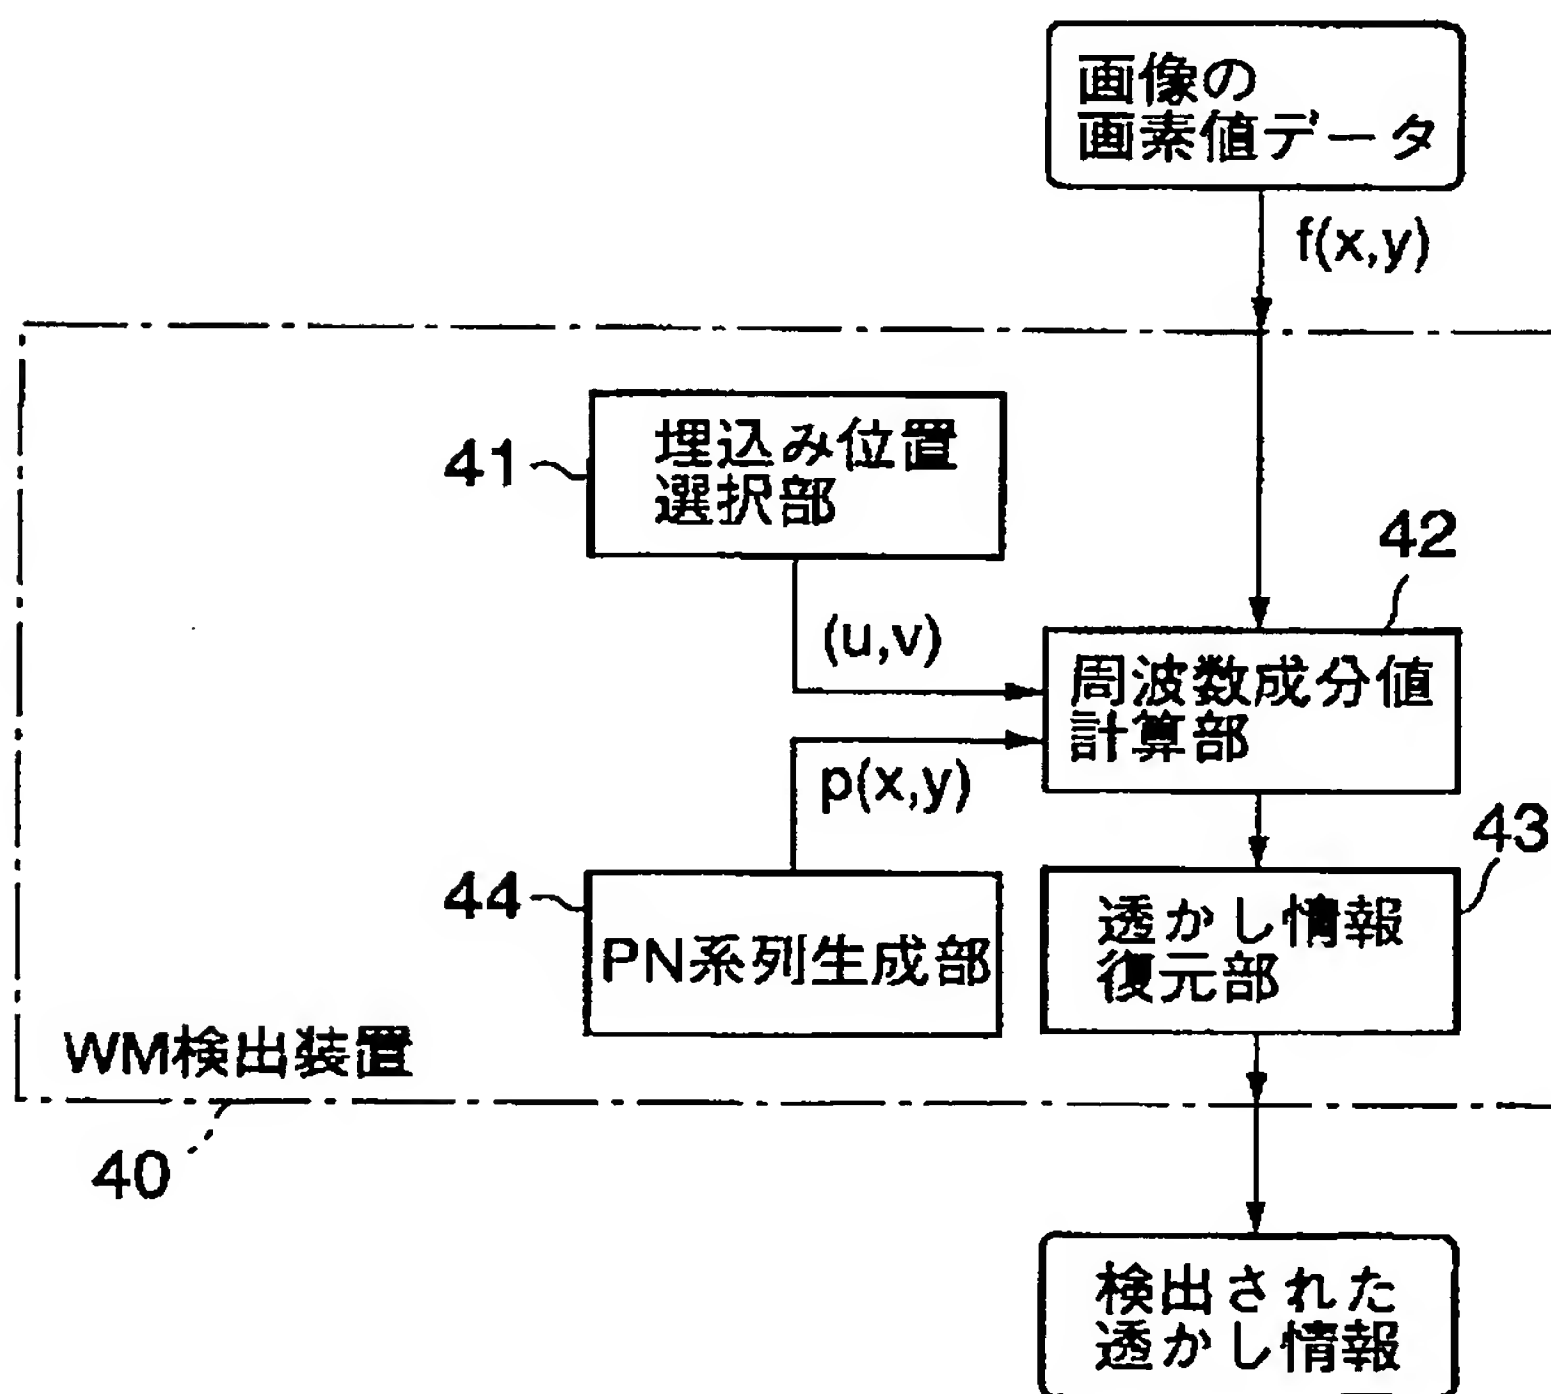 画像の
画素値データ
f(x,y)
41
埋込み位置
選択部
42
(u,v)
周波数成分値
計算部
p(x,y)
43
44
PN系列生成部
透かし情報
復元部
WM検出装置
40
検出された
透かし情報